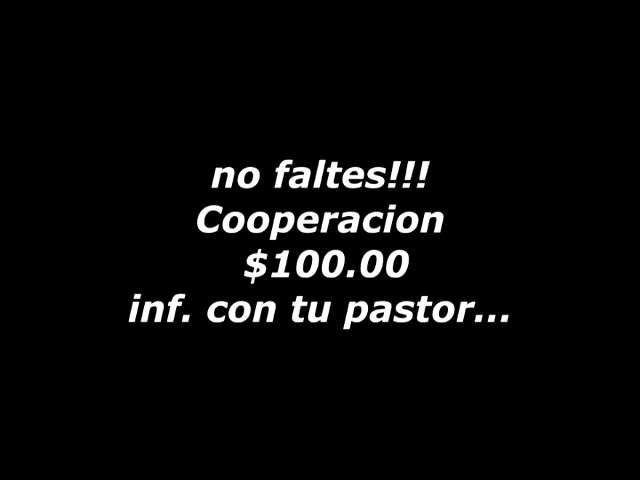 no faltes!!!
Cooperacion
$100.00
inf. con tu pastor...